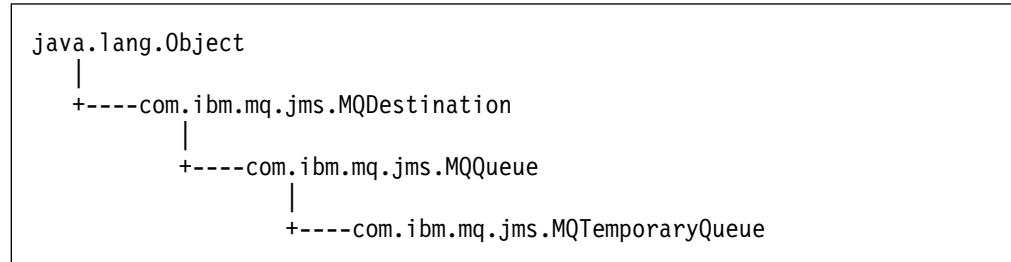 java.lang.Object
|
+----com.ibm.mq.jms.MQDestination
|
+----com.ibm.mq.jms.MQQueue
|
+----com.ibm.mq.jms.MQTemporaryQueue